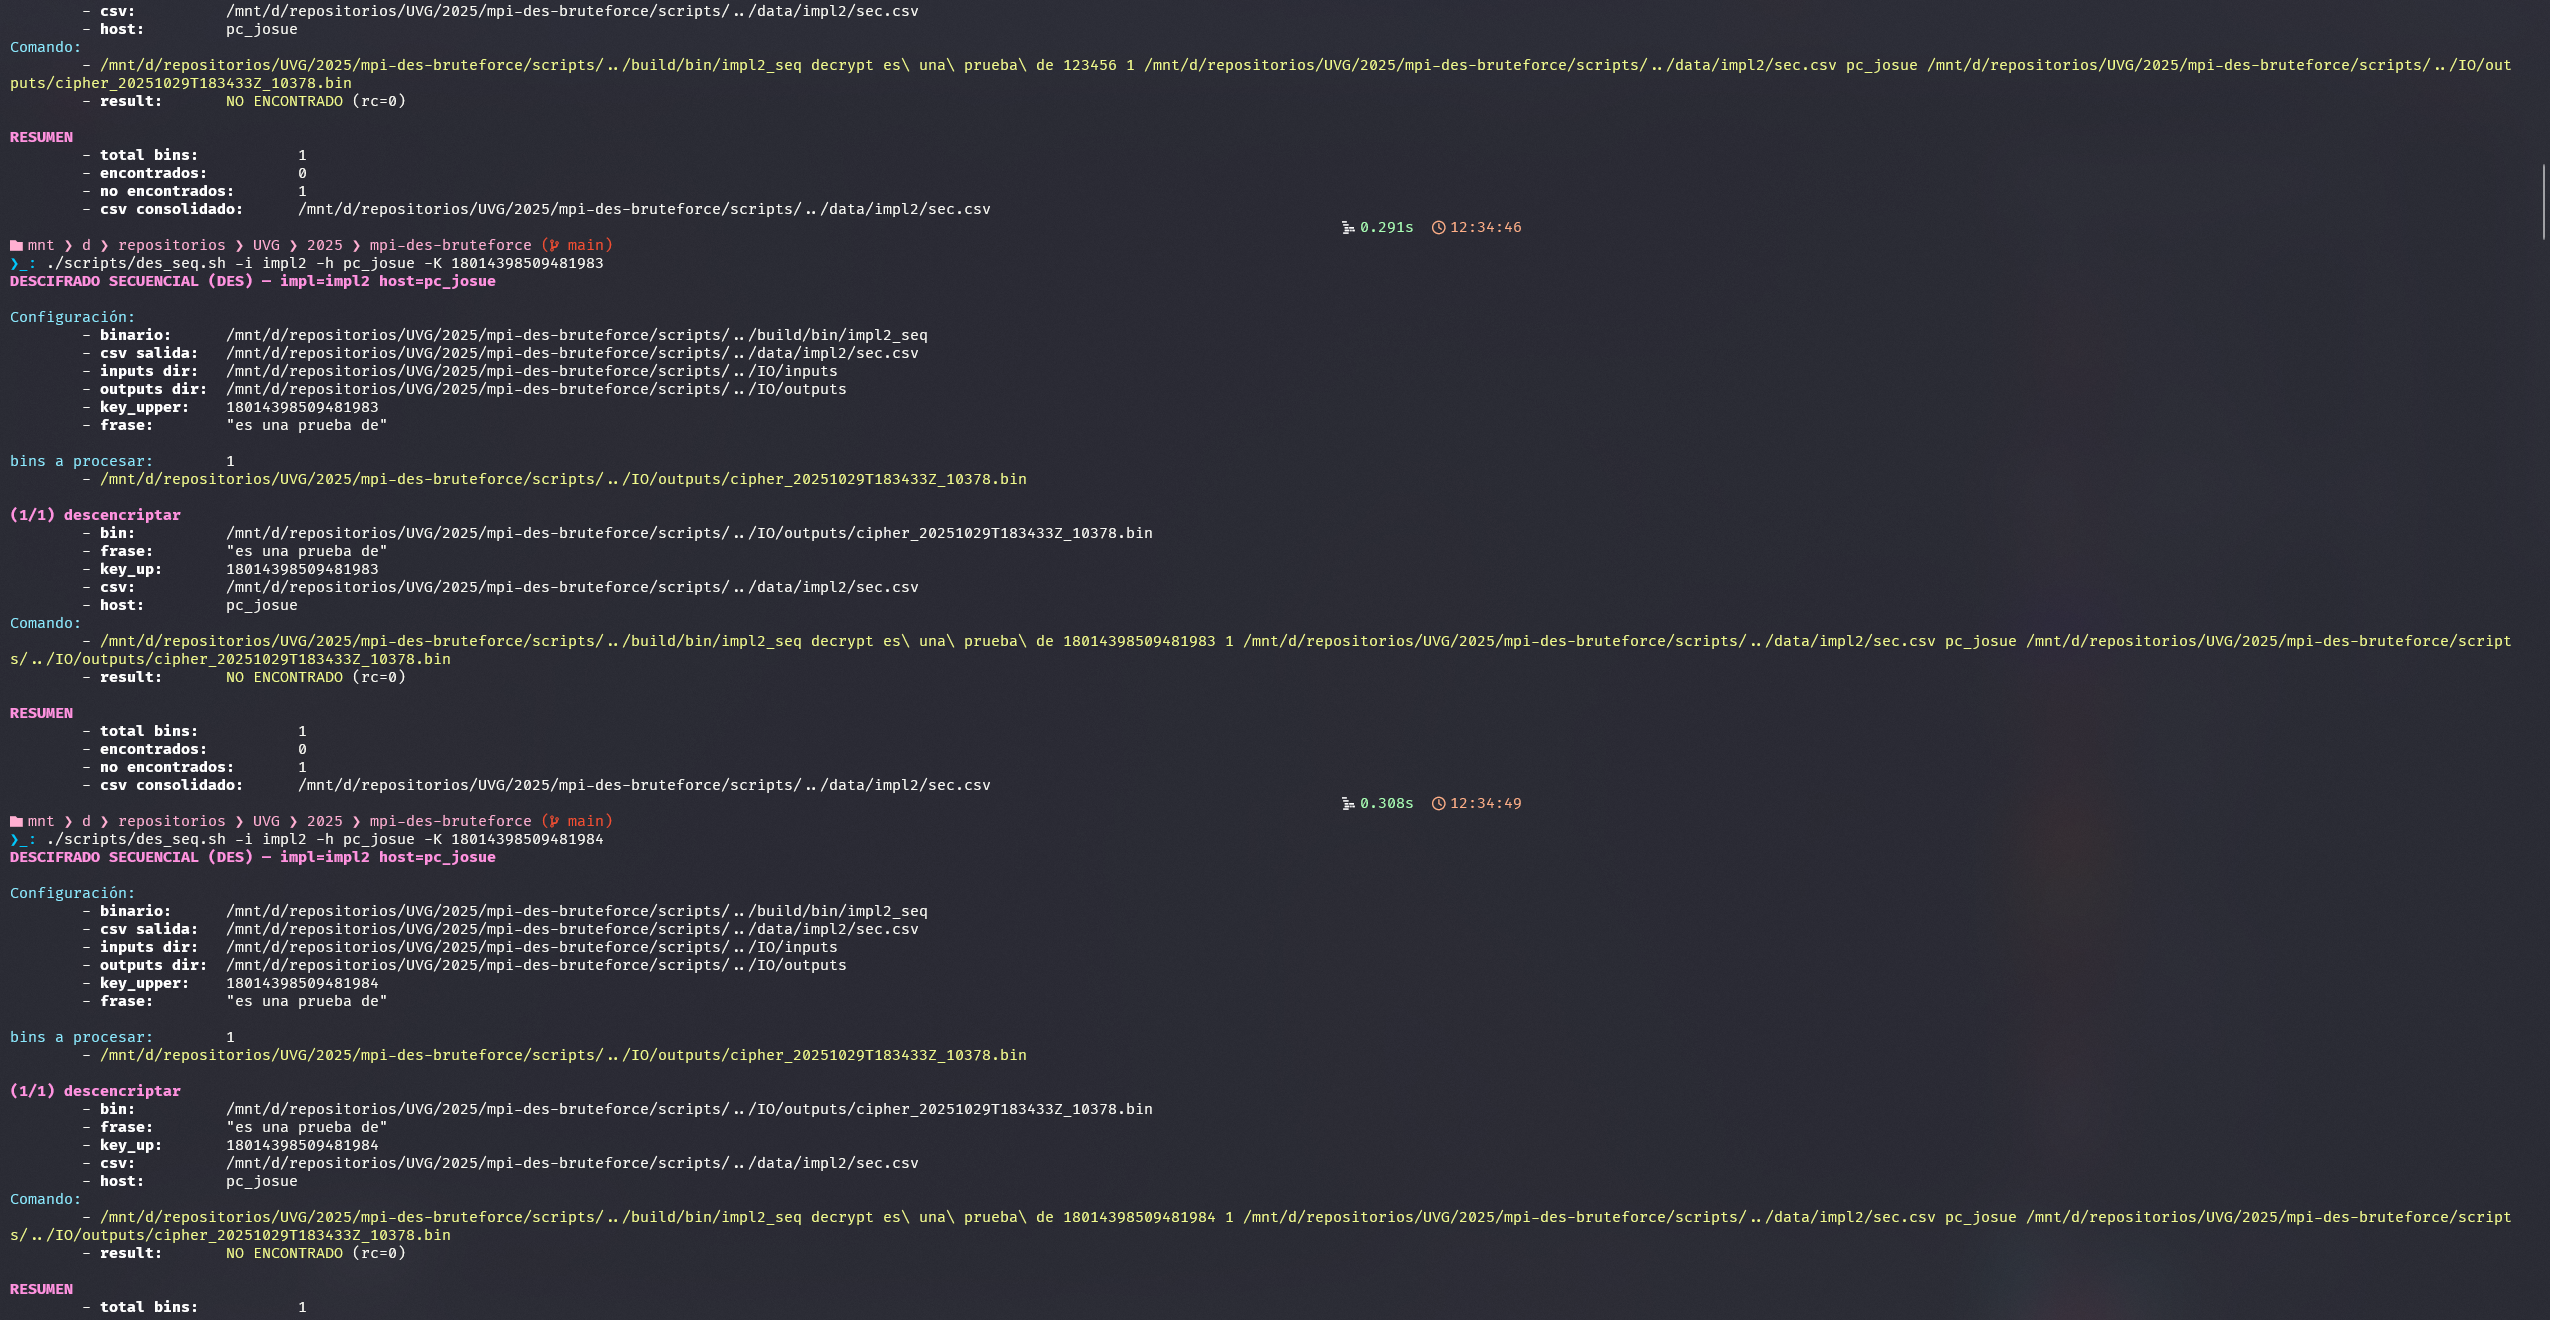 - csv: /mnt/d/repositorios/UVG/2025/mpi-des-bruteforce/scripts/../data/impl2/sec.csv
- host: pc_josue
Comando:
- /mnt/d/repositorios/UVG/2025/mpi-des-bruteforce/scripts/../build/bin/impl2_seq decrypt es\ una\ prueba\ de 123456 1 /mnt/d/repositorios/UVG/2025/mpi-des-bruteforce/scripts/../data/impl2/sec.csv pc_josue /mnt/d/repositorios/UVG/2025/mpi-des-bruteforce/scripts/../IO/out
puts/cipher_20251029T183433Z_10378.bin
- result: NO ENCONTRADO (rc=0)
RESUMEN
- total bins: 1
- encontrados: 0
- no encontrados: 1
- csv consolidado: /mnt/d/repositorios/UVG/2025/mpi-des-bruteforce/scripts/../data/impl2/sec.csv
0.291s 12:34:46
mnt ❯ d ❯ repositorios ❯ UVG ❯ 2025 ❯ mpi-des-bruteforce ( main)
❯_: ./scripts/des_seq.sh -i impl2 -h pc_josue -K 18014398509481983
DESCIFRADO SECUENCIAL (DES) — impl=impl2 host=pc_josue
Configuración:
- binario: /mnt/d/repositorios/UVG/2025/mpi-des-bruteforce/scripts/../build/bin/impl2_seq
- csv salida: /mnt/d/repositorios/UVG/2025/mpi-des-bruteforce/scripts/../data/impl2/sec.csv
- inputs dir: /mnt/d/repositorios/UVG/2025/mpi-des-bruteforce/scripts/../IO/inputs
- outputs dir: /mnt/d/repositorios/UVG/2025/mpi-des-bruteforce/scripts/../IO/outputs
- key_upper: 18014398509481983
- frase: "es una prueba de"
bins a procesar: 1
- /mnt/d/repositorios/UVG/2025/mpi-des-bruteforce/scripts/../IO/outputs/cipher_20251029T183433Z_10378.bin
(1/1) descencriptar
- bin: /mnt/d/repositorios/UVG/2025/mpi-des-bruteforce/scripts/../IO/outputs/cipher_20251029T183433Z_10378.bin
- frase: "es una prueba de"
- key_up: 18014398509481983
- csv: /mnt/d/repositorios/UVG/2025/mpi-des-bruteforce/scripts/../data/impl2/sec.csv
- host: pc_josue
Comando:
- /mnt/d/repositorios/UVG/2025/mpi-des-bruteforce/scripts/../build/bin/impl2_seq decrypt es\ una\ prueba\ de 18014398509481983 1 /mnt/d/repositorios/UVG/2025/mpi-des-bruteforce/scripts/../data/impl2/sec.csv pc_josue /mnt/d/repositorios/UVG/2025/mpi-des-bruteforce/script
s/../IO/outputs/cipher_20251029T183433Z_10378.bin
- result: NO ENCONTRADO (rc=0)
RESUMEN
- total bins: 1
- encontrados: 0
- no encontrados: 1
- csv consolidado: /mnt/d/repositorios/UVG/2025/mpi-des-bruteforce/scripts/../data/impl2/sec.csv
0.308s 12:34:49
mnt ❯ d ❯ repositorios ❯ UVG ❯ 2025 ❯ mpi-des-bruteforce ( main)
❯_: ./scripts/des_seq.sh -i impl2 -h pc_josue -K 18014398509481984
DESCIFRADO SECUENCIAL (DES) — impl=impl2 host=pc_josue
Configuración:
- binario: /mnt/d/repositorios/UVG/2025/mpi-des-bruteforce/scripts/../build/bin/impl2_seq
- csv salida: /mnt/d/repositorios/UVG/2025/mpi-des-bruteforce/scripts/../data/impl2/sec.csv
- inputs dir: /mnt/d/repositorios/UVG/2025/mpi-des-bruteforce/scripts/../IO/inputs
- outputs dir: /mnt/d/repositorios/UVG/2025/mpi-des-bruteforce/scripts/../IO/outputs
- key_upper: 18014398509481984
- frase: "es una prueba de"
bins a procesar: 1
- /mnt/d/repositorios/UVG/2025/mpi-des-bruteforce/scripts/../IO/outputs/cipher_20251029T183433Z_10378.bin
(1/1) descencriptar
- bin: /mnt/d/repositorios/UVG/2025/mpi-des-bruteforce/scripts/../IO/outputs/cipher_20251029T183433Z_10378.bin
- frase: "es una prueba de"
- key_up: 18014398509481984
- csv: /mnt/d/repositorios/UVG/2025/mpi-des-bruteforce/scripts/../data/impl2/sec.csv
- host: pc_josue
Comando:
- /mnt/d/repositorios/UVG/2025/mpi-des-bruteforce/scripts/../build/bin/impl2_seq decrypt es\ una\ prueba\ de 18014398509481984 1 /mnt/d/repositorios/UVG/2025/mpi-des-bruteforce/scripts/../data/impl2/sec.csv pc_josue /mnt/d/repositorios/UVG/2025/mpi-des-bruteforce/script
s/../IO/outputs/cipher_20251029T183433Z_10378.bin
- result: NO ENCONTRADO (rc=0)
RESUMEN
- total bins: 1